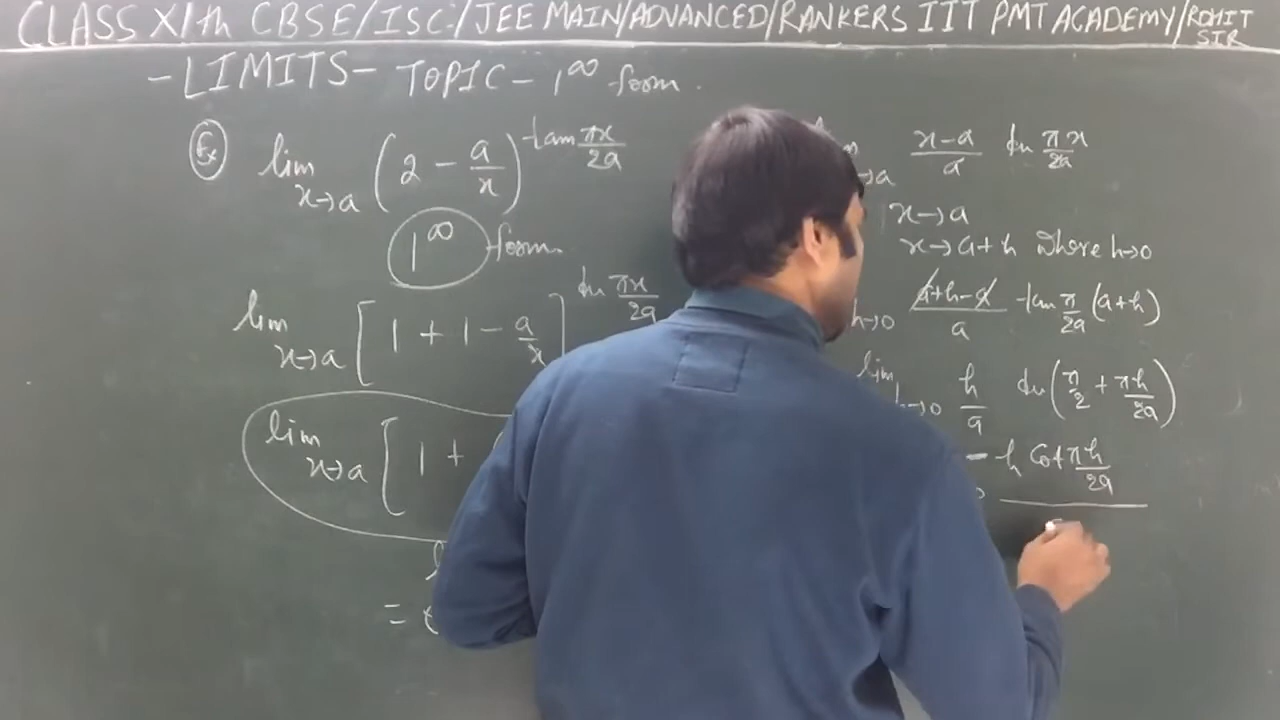 CLASS XIth CBSE/ISC/JEE MAIN/ADVANCED/RANKERS IIT PMT ACADEMY/ROHIT SIR
-LIMITS- TOPIC - 1^∞ form.
Ex lim x→a (2 - a/x)^tan πx/2a
1^∞ form.
lim x→a [1 + 1 - a/x]^tan πx/2a
lim x→a [1 +
= e
x-a/a tan πx/2a
x→a
x→a+h where h→0
h→0 a+h-a/a tan π/2a (a+h)
lim h→0 h/a tan(π/2 + πh/2a)
- h cot πh/2a